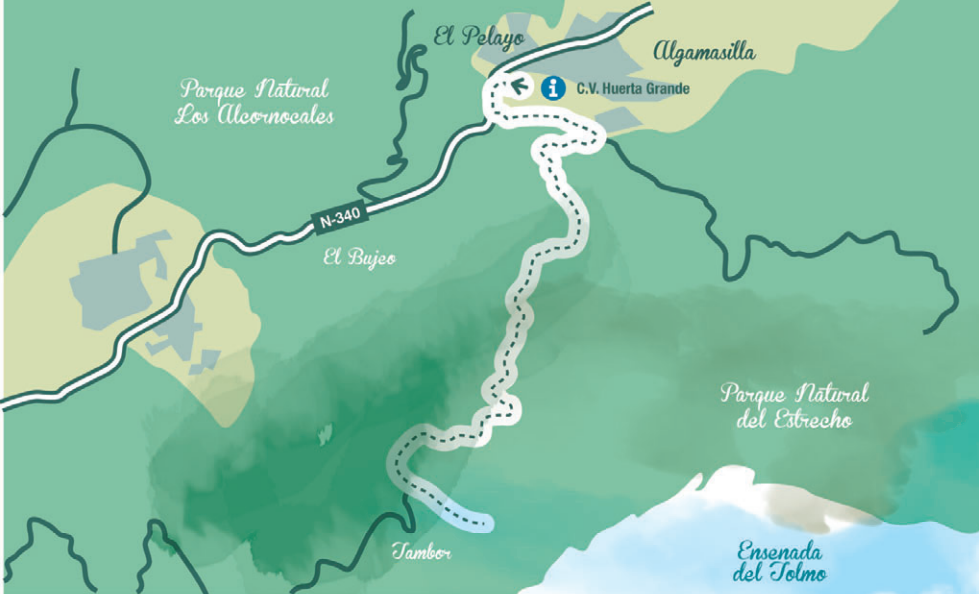 El Pelayo
Algamasilla
Parque Natural
Los Alcornocales
C.V. Huerta Grande
N-340
El Bujeo
Parque Natural
del Estrecho
Tambor
Ensenada
del Tolmo